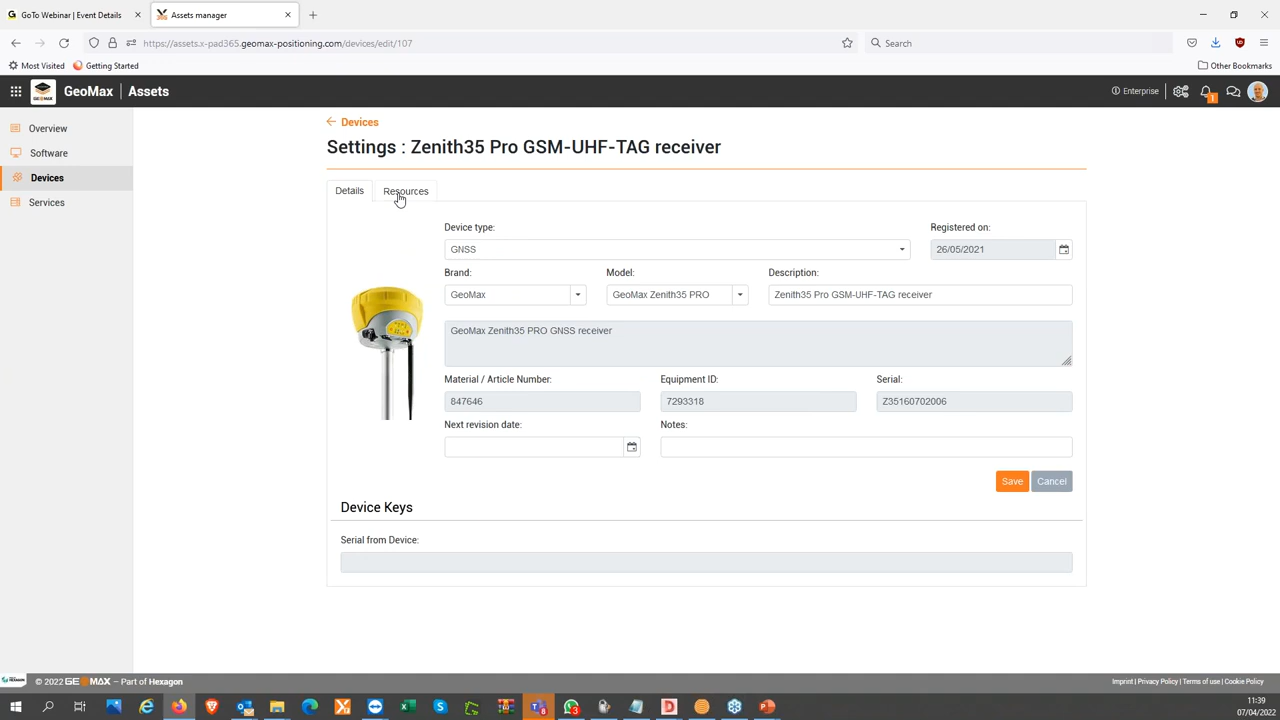 GoTo Webinar | Event Details
Assets manager
https://assets.x-pad365.geomax-positioning.com/devices/edit/107
Search
Most Visited
Getting Started
Other Bookmarks
GEOMAX
GeoMax
Assets
Enterprise
1
Overview
Software
Devices
Services
Devices
Settings : Zenith35 Pro GSM-UHF-TAG receiver
Details
Resources
Device type:
Registered on:
GNSS
26/05/2021
Brand:
Model:
Description:
GeoMax
GeoMax Zenith35 PRO
Zenith35 Pro GSM-UHF-TAG receiver
GeoMax Zenith35 PRO GNSS receiver
Material / Article Number:
Equipment ID:
Serial:
847646
7293318
Z35160702006
Next revision date:
Notes:
Save
Cancel
Device Keys
Serial from Device:
© 2022 GEOMAX – Part of Hexagon
Imprint | Privacy Policy | Terms of use | Cookie Policy
11:39
07/04/2022